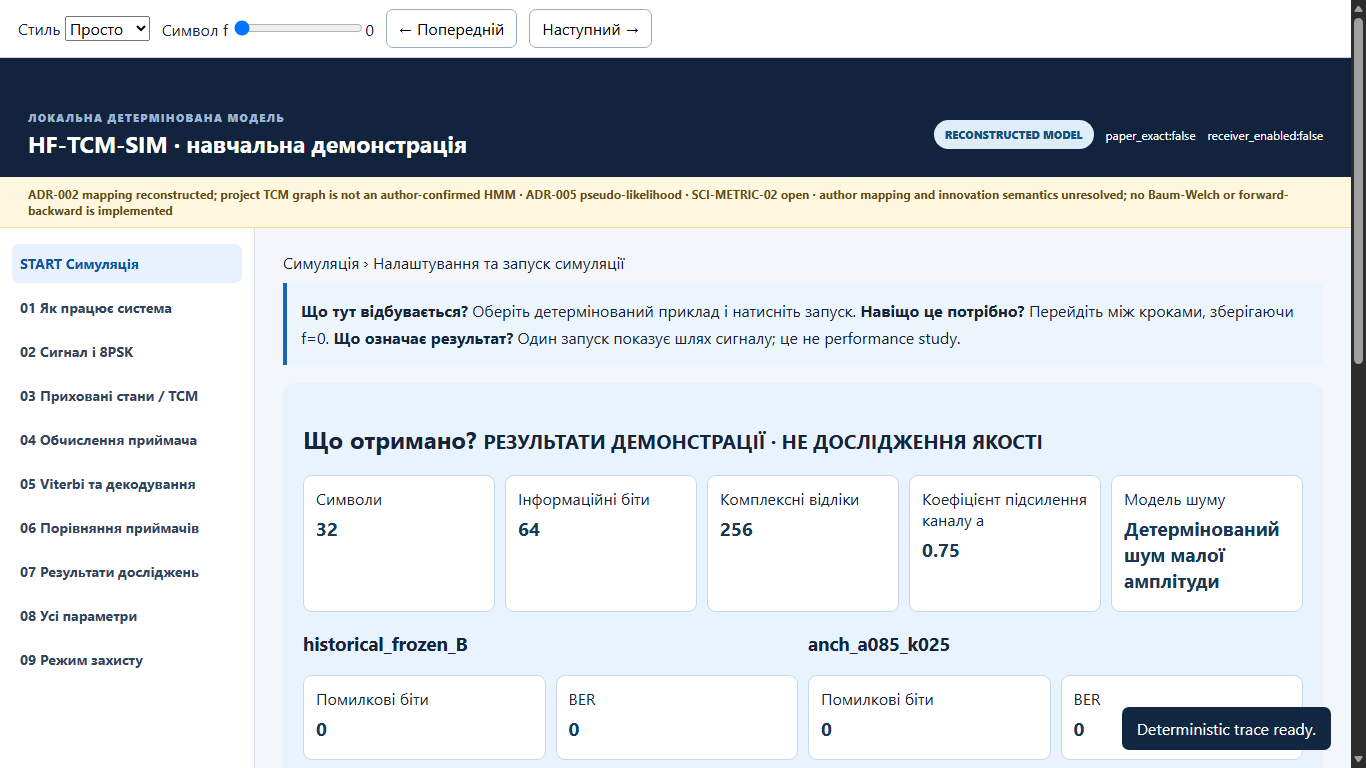 Стиль Просто Символ f 0 ← Попередній Наступний →
ЛОКАЛЬНА ДЕТЕРМІНОВАНА МОДЕЛЬ
HF-TCM-SIM · навчальна демонстрація
RECONSTRUCTED MODEL paper_exact:false receiver_enabled:false
ADR-002 mapping reconstructed; project TCM graph is not an author-confirmed HMM · ADR-005 pseudo-likelihood · SCI-METRIC-02 open · author mapping and innovation semantics unresolved; no Baum-Welch or forward-
backward is implemented
START Симуляція
01 Як працює система
02 Сигнал і 8PSK
03 Приховані стани / TCM
04 Обчислення приймача
05 Viterbi та декодування
06 Порівняння приймачів
07 Результати досліджень
08 Усі параметри
09 Режим захисту
Симуляція › Налаштування та запуск симуляції
Що тут відбувається? Оберіть детермінований приклад і натисніть запуск. Навіщо це потрібно? Перейдіть між кроками, зберігаючи
f=0. Що означає результат? Один запуск показує шлях сигналу; це не performance study.
Що отримано? РЕЗУЛЬТАТИ ДЕМОНСТРАЦІЇ · НЕ ДОСЛІДЖЕННЯ ЯКОСТІ
Символи
32
Інформаційні біти
64
Комплексні відліки
256
Коефіцієнт підсилення
каналу a
0.75
Модель шуму
Детермінований
шум малої
амплітуди
historical_frozen_B
Помилкові біти
0
BER
0
anch_a085_k025
Помилкові біти
0
BER
0
Deterministic trace ready.